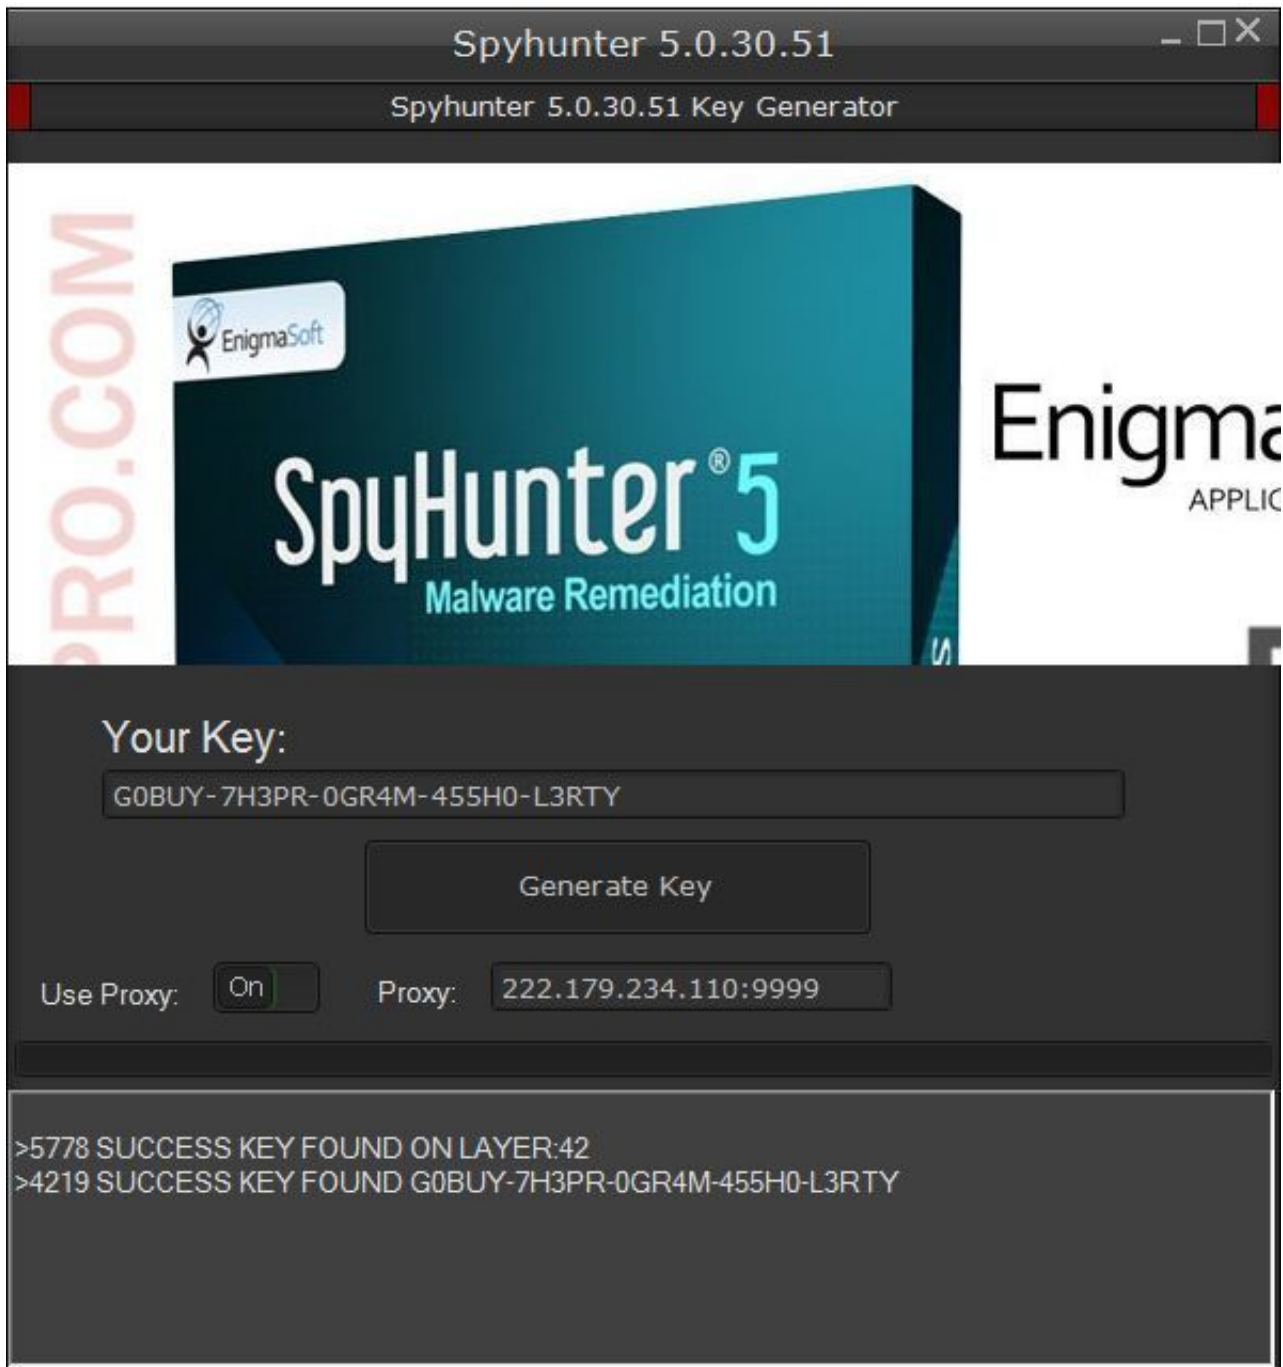 Spyhunter 5.0.30.51
Spyhunter 5.0.30.51 Key Generator
PRO.COM
EnigmaSoft
SpyHunter®5
Malware Remediation
S
Your Key:
G0BUY-7H3PR-0GR4M-455H0-L3RTY
Generate Key
Use Proxy: On Proxy: 222.179.234.110:9999
>5778 SUCCESS KEY FOUND ON LAYER:42
>4219 SUCCESS KEY FOUND G0BUY-7H3PR-0GR4M-455H0-L3RTY